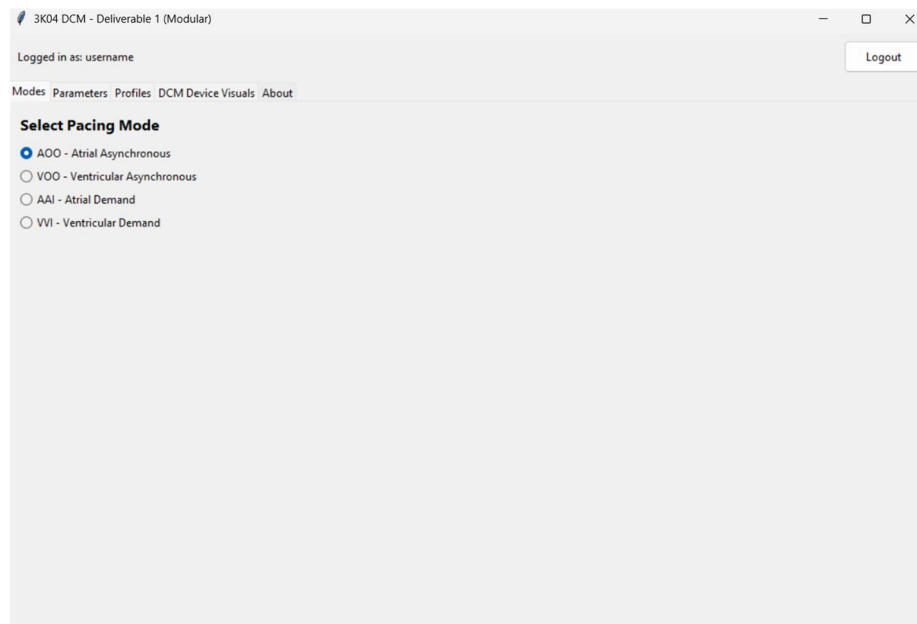 3K04 DCM - Deliverable 1 (Modular)
Logged in as: username
Logout
Modes Parameters Profiles DCM Device Visuals About
Select Pacing Mode
AOO - Atrial Asynchronous
VOO - Ventricular Asynchronous
AAI - Atrial Demand
VVI - Ventricular Demand